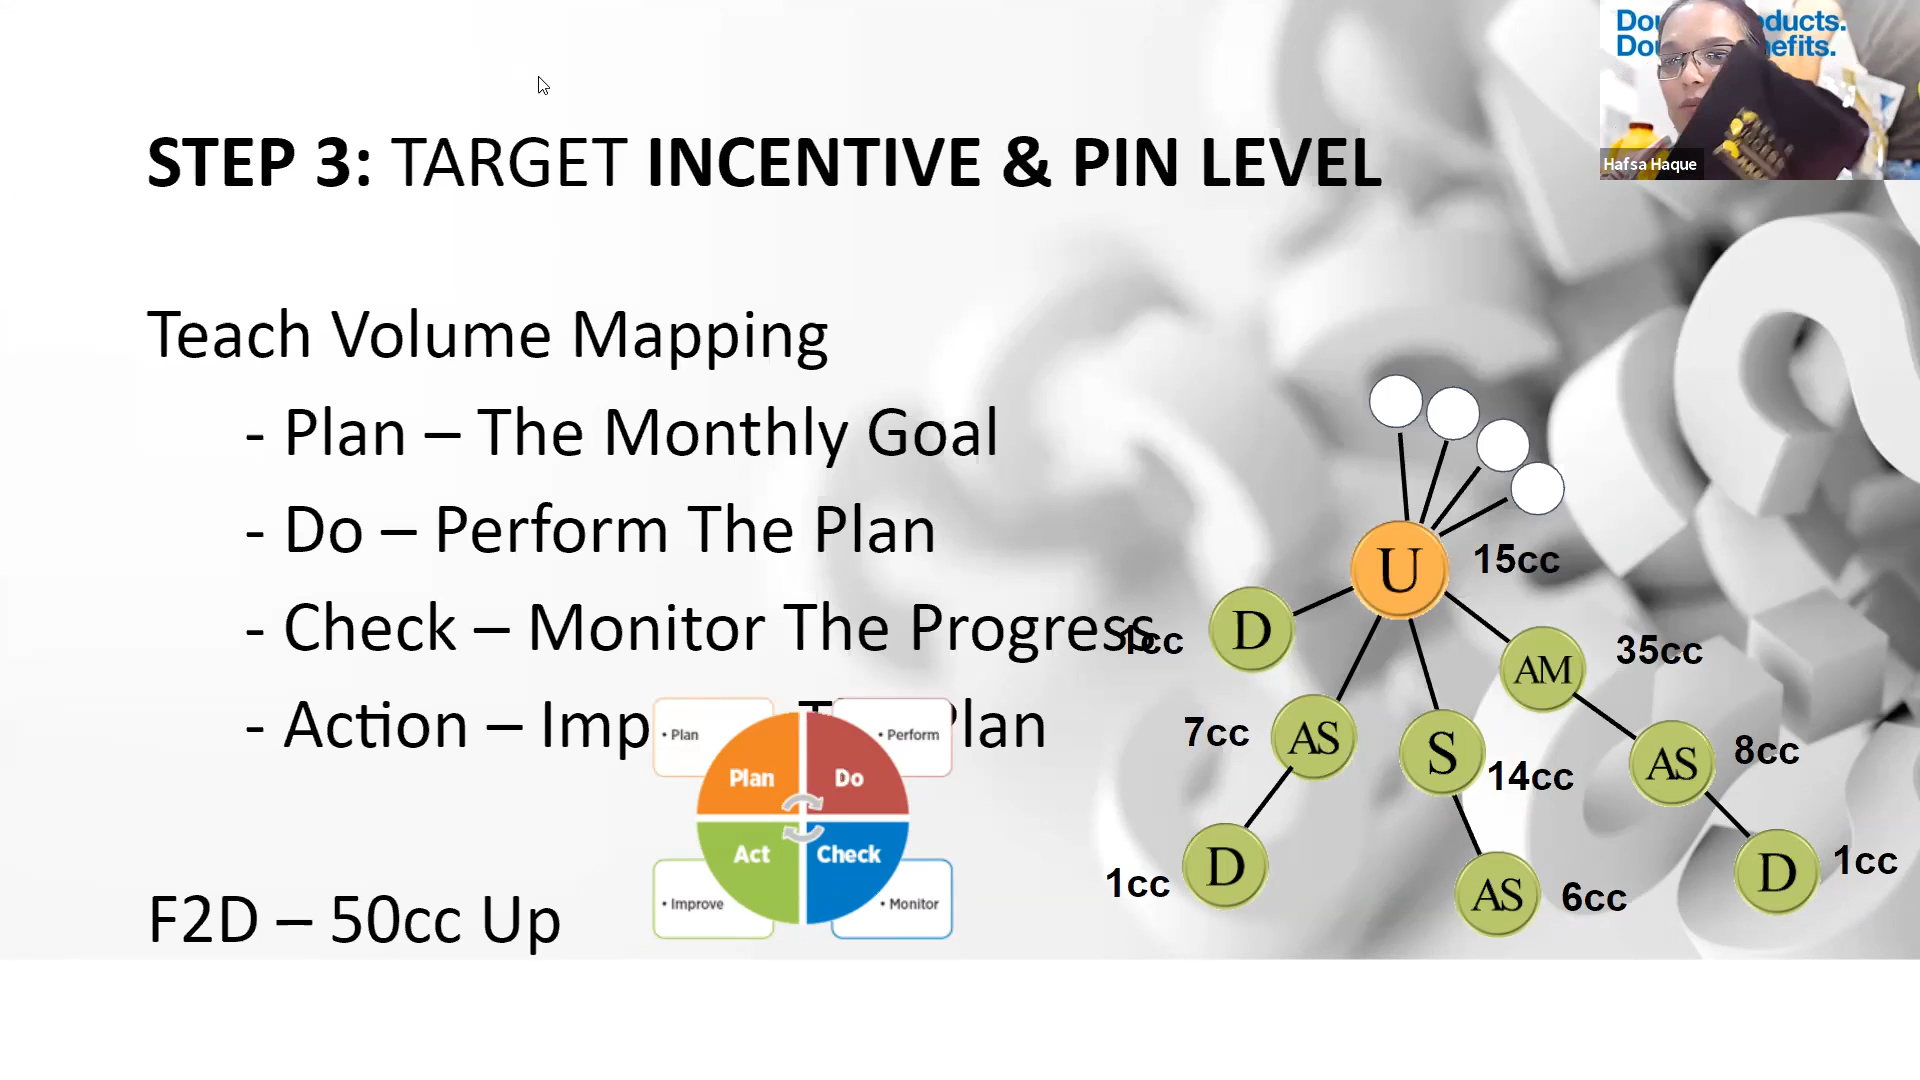 STEP 3: TARGET INCENTIVE & PIN LEVEL
Teach Volume Mapping
- Plan – The Monthly Goal
- Do – Perform The Plan
- Check – Monitor The Progress
- Action – Imp
lan
F2D – 50cc Up
• Plan
• Perform
Plan
Do
Act
Check
• Improve
• Monitor
U
15cc
D
1cc
AM
35cc
AS
7cc
S
14cc
AS
8cc
D
1cc
AS
6cc
D
1cc
Dou ducts.
Dou efits.
Hafsa Haque